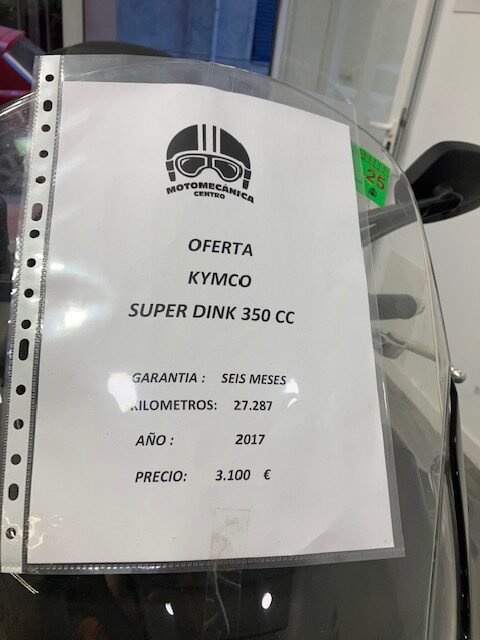 MOTOMECÁNICA
CENTRO
OFERTA
KYMCO
SUPER DINK 350 CC
GARANTIA : SEIS MESES
KILOMETROS: 27.287
AÑO : 2017
PRECIO: 3.100 €
25